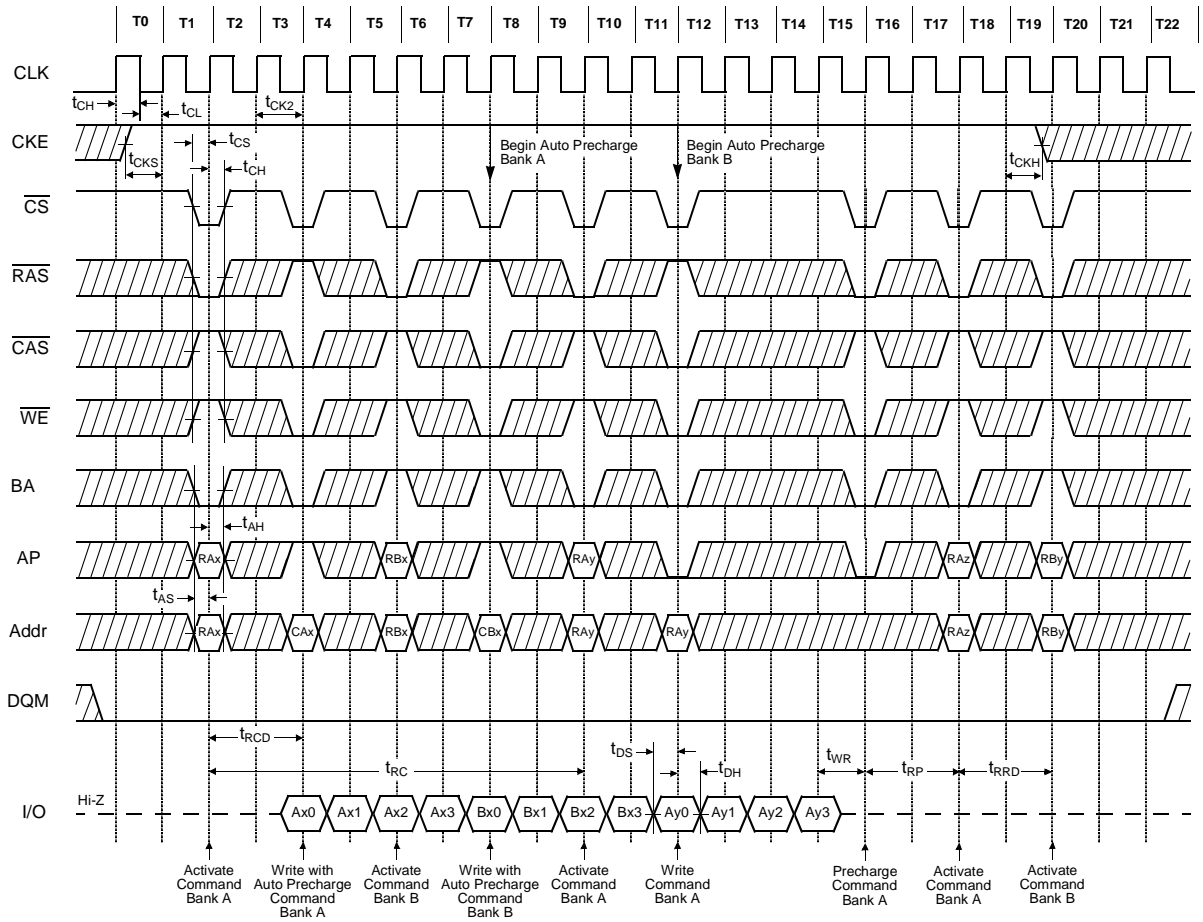 T0 T1 T2 T3 T4 T5 T6 T7 T8 T9 T10 T11 T12 T13 T14 T15 T16 T17 T18 T19 T20 T21 T22
CLK
tCH
tCL
tCK2
CKE
tCKS
tCS
tCH
Begin Auto Precharge
Bank A
Begin Auto Precharge
Bank B
tCKH
CS
RAS
CAS
WE
BA
tAH
AP
RAx RBx RAy RAz RBy
tAS
Addr
RAx CAx RBx CBx RAy RAy RAz RBy
DQM
tRCD
tRC
tDS
tDH
tWR
tRP
tRRD
I/O
Hi-Z
Ax0 Ax1 Ax2 Ax3 Bx0 Bx1 Bx2 Bx3 Ay0 Ay1 Ay2 Ay3
Activate
Command
Bank A
Write with
Auto Precharge
Command
Bank A
Activate
Command
Bank B
Write with
Auto Precharge
Command
Bank B
Activate
Command
Bank A
Write
Command
Bank A
Precharge
Command
Bank A
Activate
Command
Bank A
Activate
Command
Bank B